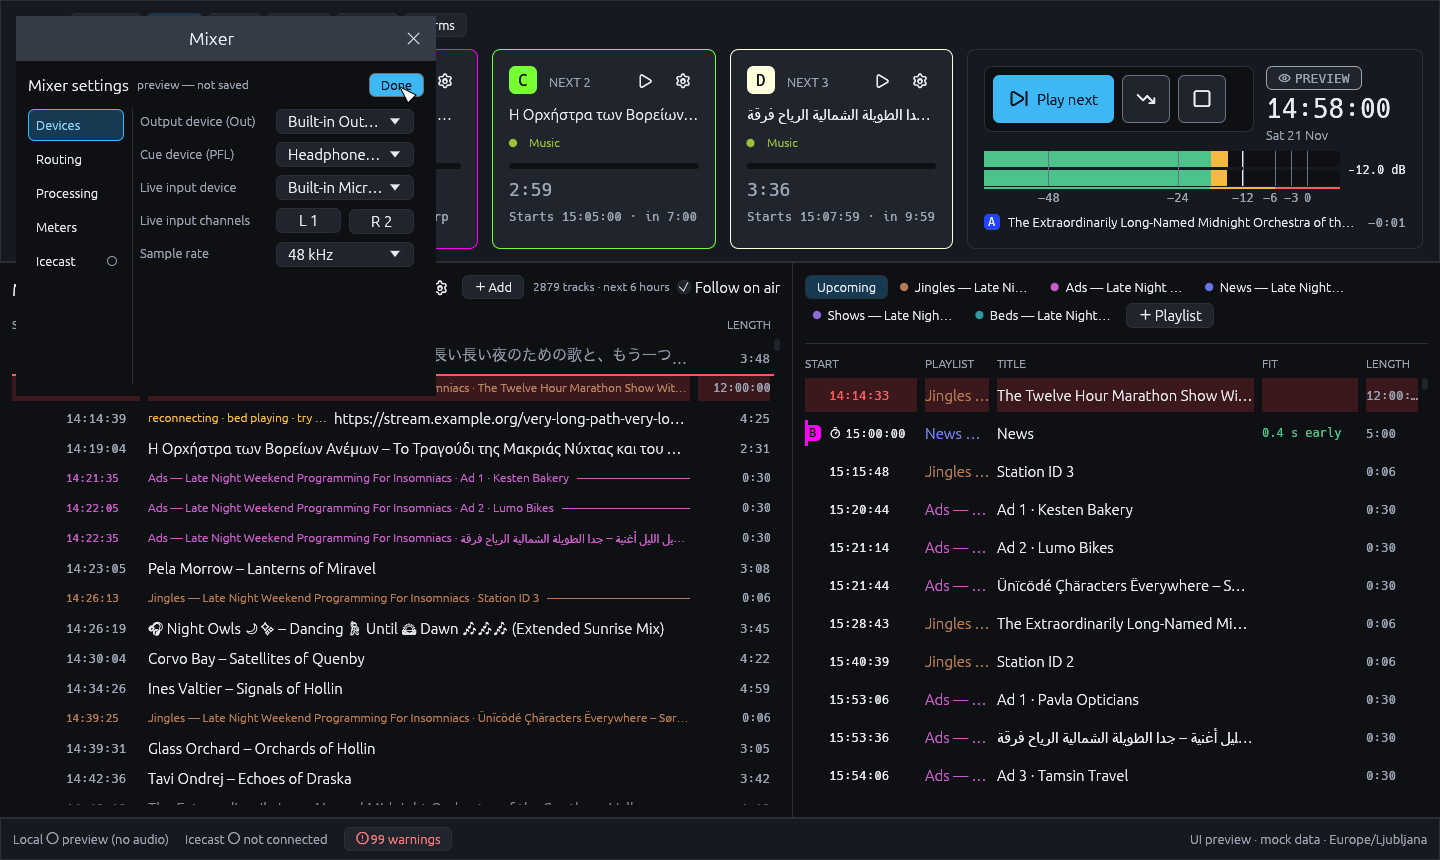 Mixer
Mixer settings preview — not saved Done
Devices
Routing
Processing
Meters
Icecast
Output device (Out) Built-in Out…
Cue device (PFL) Headphone…
Live input device Built-in Micr…
Live input channels L 1 R 2
Sample rate 48 kHz
C NEXT 2
Η Ορχήστρα των Βορείων…
Music
2:59
Starts 15:05:00 · in 7:00
D NEXT 3
جدا الطويلة الشمالية الرياح فرقة…
Music
3:36
Starts 15:07:59 · in 9:59
Play next
PREVIEW
14:58:00
Sat 21 Nov
-12.0 dB
−48 −24 −12 −6 −3 0
A The Extraordinarily Long-Named Midnight Orchestra of th… −0:01
+ Add 2879 tracks · next 6 hours Follow on air
LENGTH
長い長い夜のための歌と、もう一つ… 3:48
mniacs · The Twelve Hour Marathon Show Wit… 12:00:00
14:14:39 reconnecting · bed playing · try … https://stream.example.org/very-long-path-very-lo… 4:25
14:19:04 Η Ορχήστρα των Βορείων Ανέμων – Το Τραγούδι της Μακριάς Νύχτας και του … 2:31
14:21:35 Ads — Late Night Weekend Programming For Insomniacs · Ad 1 · Kesten Bakery 0:30
14:22:05 Ads — Late Night Weekend Programming For Insomniacs · Ad 2 · Lumo Bikes 0:30
14:22:35 Ads — Late Night Weekend Programming For Insomniacs · يل الليل أغنية – جدا الطويلة الشمالية الرياح فرقة… 0:30
14:23:05 Pela Morrow – Lanterns of Miravel 3:08
14:26:13 Jingles — Late Night Weekend Programming For Insomniacs · Station ID 3 0:06
14:26:19 🎧 Night Owls 🌙✨ – Dancing 💃 Until 🌅 Dawn 🎶🎶🎶 (Extended Sunrise Mix) 3:45
14:30:04 Corvo Bay – Satellites of Quenby 4:22
14:34:26 Ines Valtier – Signals of Hollin 4:59
14:39:25 Jingles — Late Night Weekend Programming For Insomniacs · Ünïcödé Çhäracters Ëverywhere – Sør… 0:06
14:39:31 Glass Orchard – Orchards of Hollin 3:05
14:42:36 Tavi Ondrej – Echoes of Draska 3:42
Upcoming Jingles — Late Ni… Ads — Late Night … News — Late Night…
Shows — Late Nigh… Beds — Late Night… + Playlist
START PLAYLIST TITLE FIT LENGTH
14:14:33 Jingles … The Twelve Hour Marathon Show Wi… 12:00:…
B 15:00:00 News … News 0.4 s early 5:00
15:15:48 Jingles … Station ID 3 0:06
15:20:44 Ads — … Ad 1 · Kesten Bakery 0:30
15:21:14 Ads — … Ad 2 · Lumo Bikes 0:30
15:21:44 Ads — … Ünïcödé Çhäracters Ëverywhere – S… 0:30
15:28:43 Jingles … The Extraordinarily Long-Named Mi… 0:06
15:40:39 Jingles … Station ID 2 0:06
15:53:06 Ads — … Ad 1 · Pavla Opticians 0:30
15:53:36 Ads — … لليل أغنية – جدا الطويلة الشمالية الرياح فرقة… 0:30
15:54:06 Ads — … Ad 3 · Tamsin Travel 0:30
Local preview (no audio) Icecast not connected 99 warnings
UI preview · mock data · Europe/Ljubljana